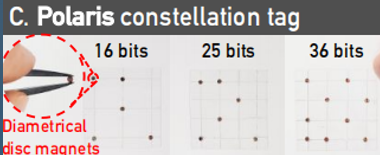 C. Polaris constellation tag
16 bits
25 bits
36 bits
Diametrical
disc magnets